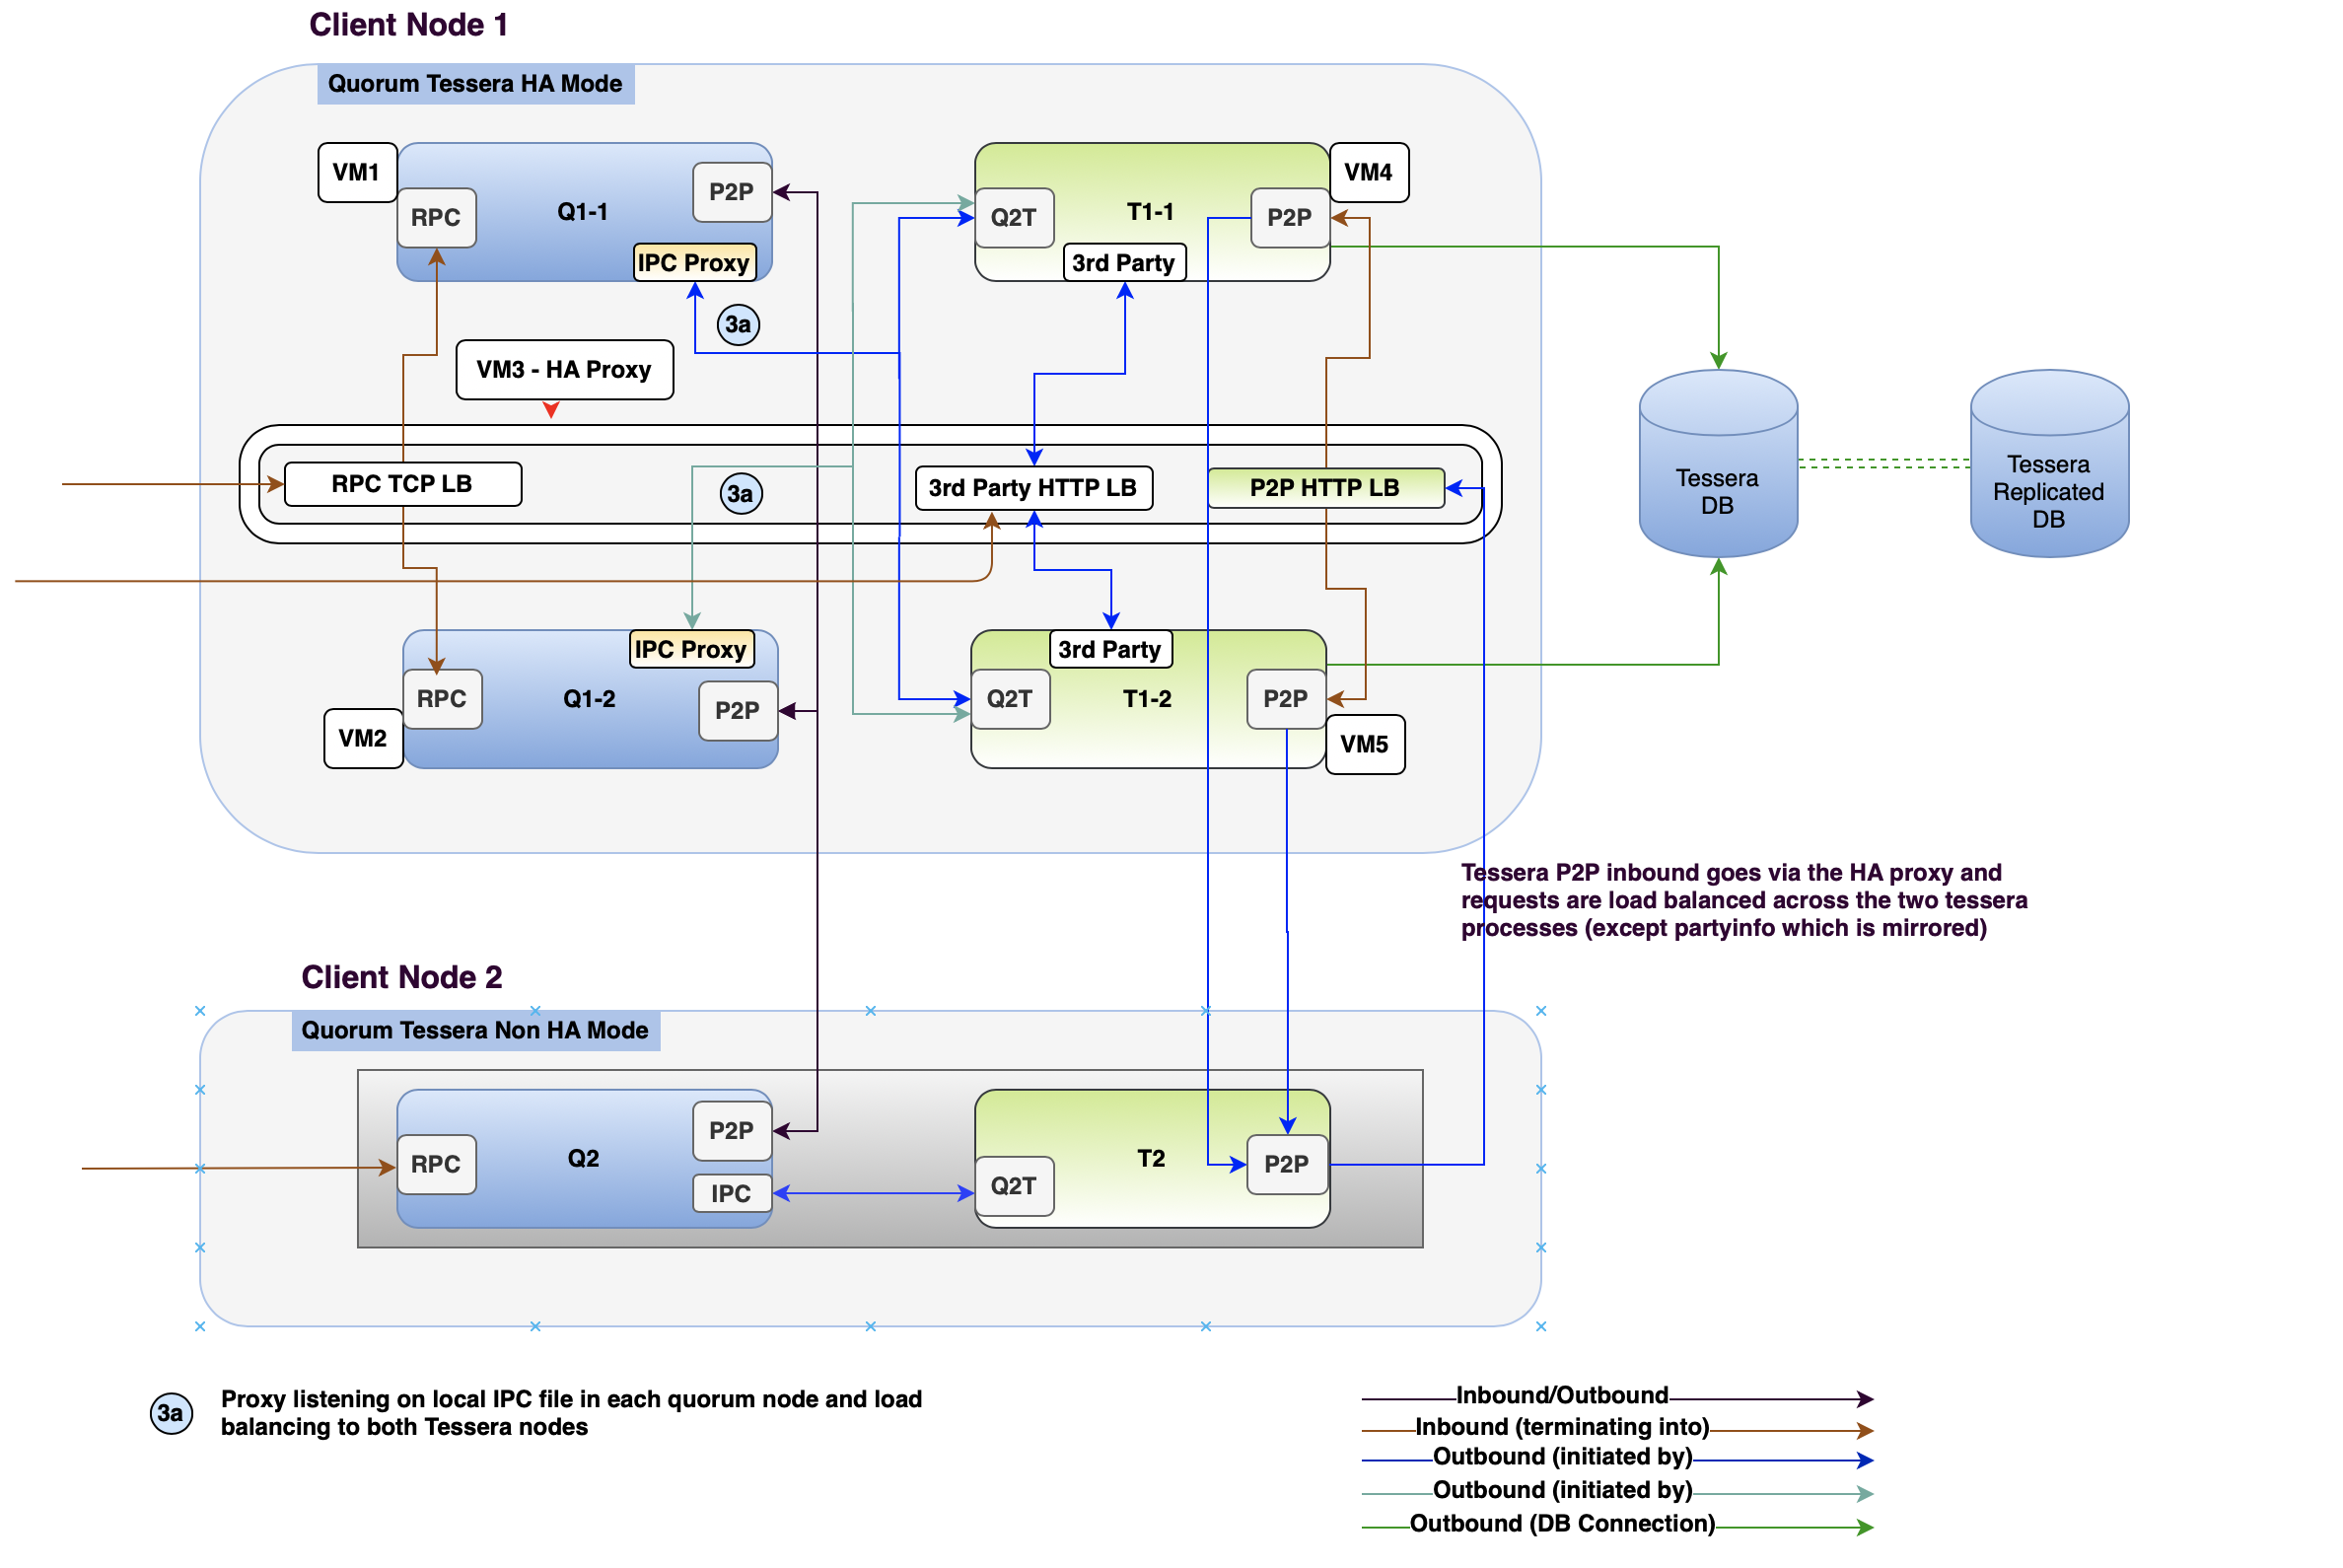 Client Node 1
Quorum Tessera HA Mode
VM1
RPC
Q1-1
P2P
IPC Proxy
Q2T
T1-1
P2P
3rd Party
VM4
3a
VM3 - HA Proxy
RPC TCP LB
3a
3rd Party HTTP LB
P2P HTTP LB
Tessera
DB
Tessera
Replicated
DB
IPC Proxy
RPC
Q1-2
P2P
VM2
3rd Party
Q2T
T1-2
P2P
VM5
Tessera P2P inbound goes via the HA proxy and
requests are load balanced across the two tessera
processes (except partyinfo which is mirrored)
Client Node 2
Quorum Tessera Non HA Mode
RPC
Q2
P2P
IPC
Q2T
T2
P2P
3a
Proxy listening on local IPC file in each quorum node and load
balancing to both Tessera nodes
Inbound/Outbound
Inbound (terminating into)
Outbound (initiated by)
Outbound (initiated by)
Outbound (DB Connection)